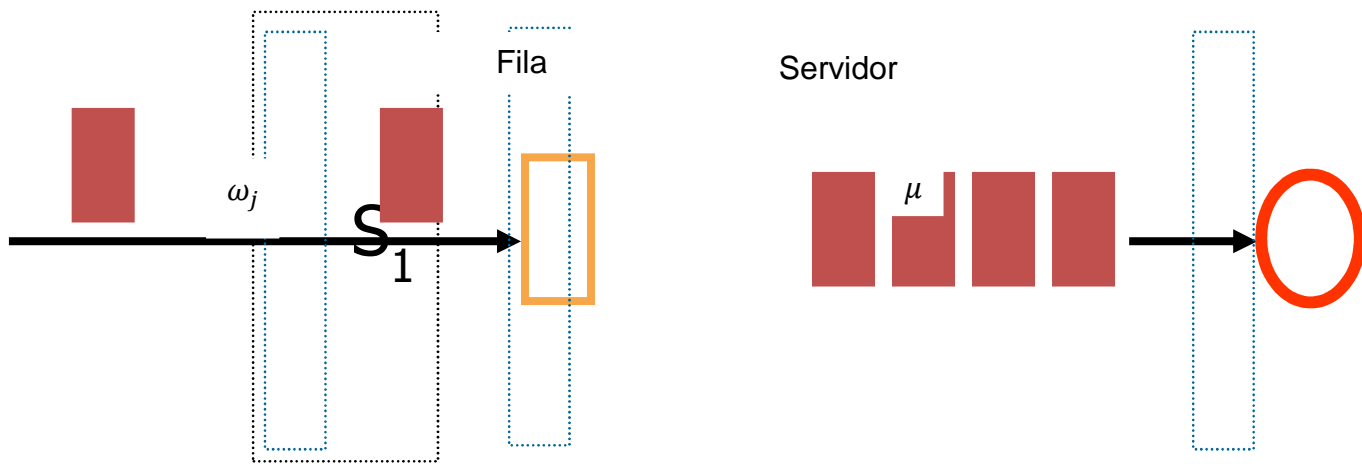 Fila
Servidor
ω_j
μ
S_1